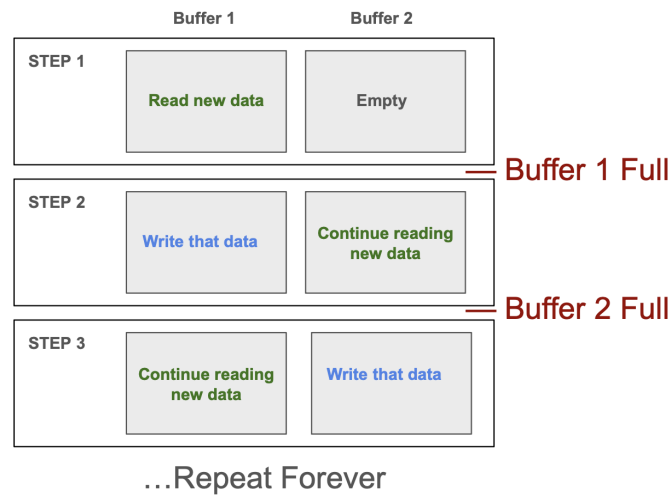 Buffer 1
Buffer 2
STEP 1
Read new data
Empty
Buffer 1 Full
STEP 2
Write that data
Continue reading
new data
Buffer 2 Full
STEP 3
Continue reading
new data
Write that data
...Repeat Forever